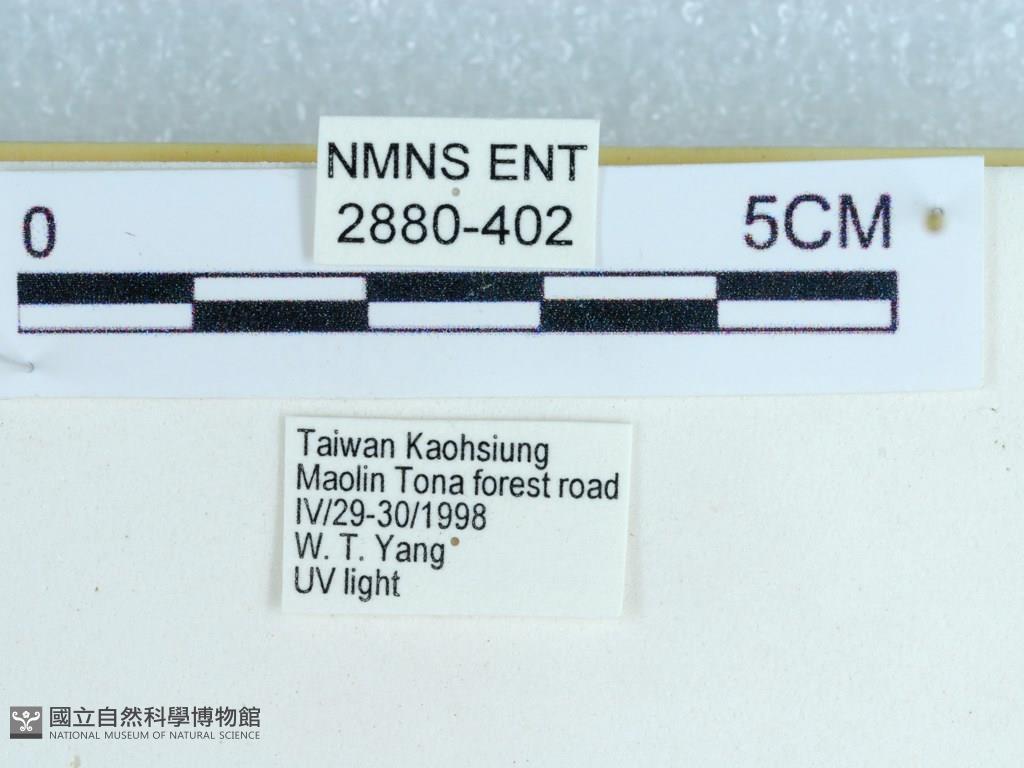 NMNS ENT
2880-402
0
5CM
Taiwan Kaohsiung
Maolin Tona forest road
IV/29-30/1998
W. T. Yang
UV light
國立自然科學博物館
NATIONAL MUSEUM OF NATURAL SCIENCE